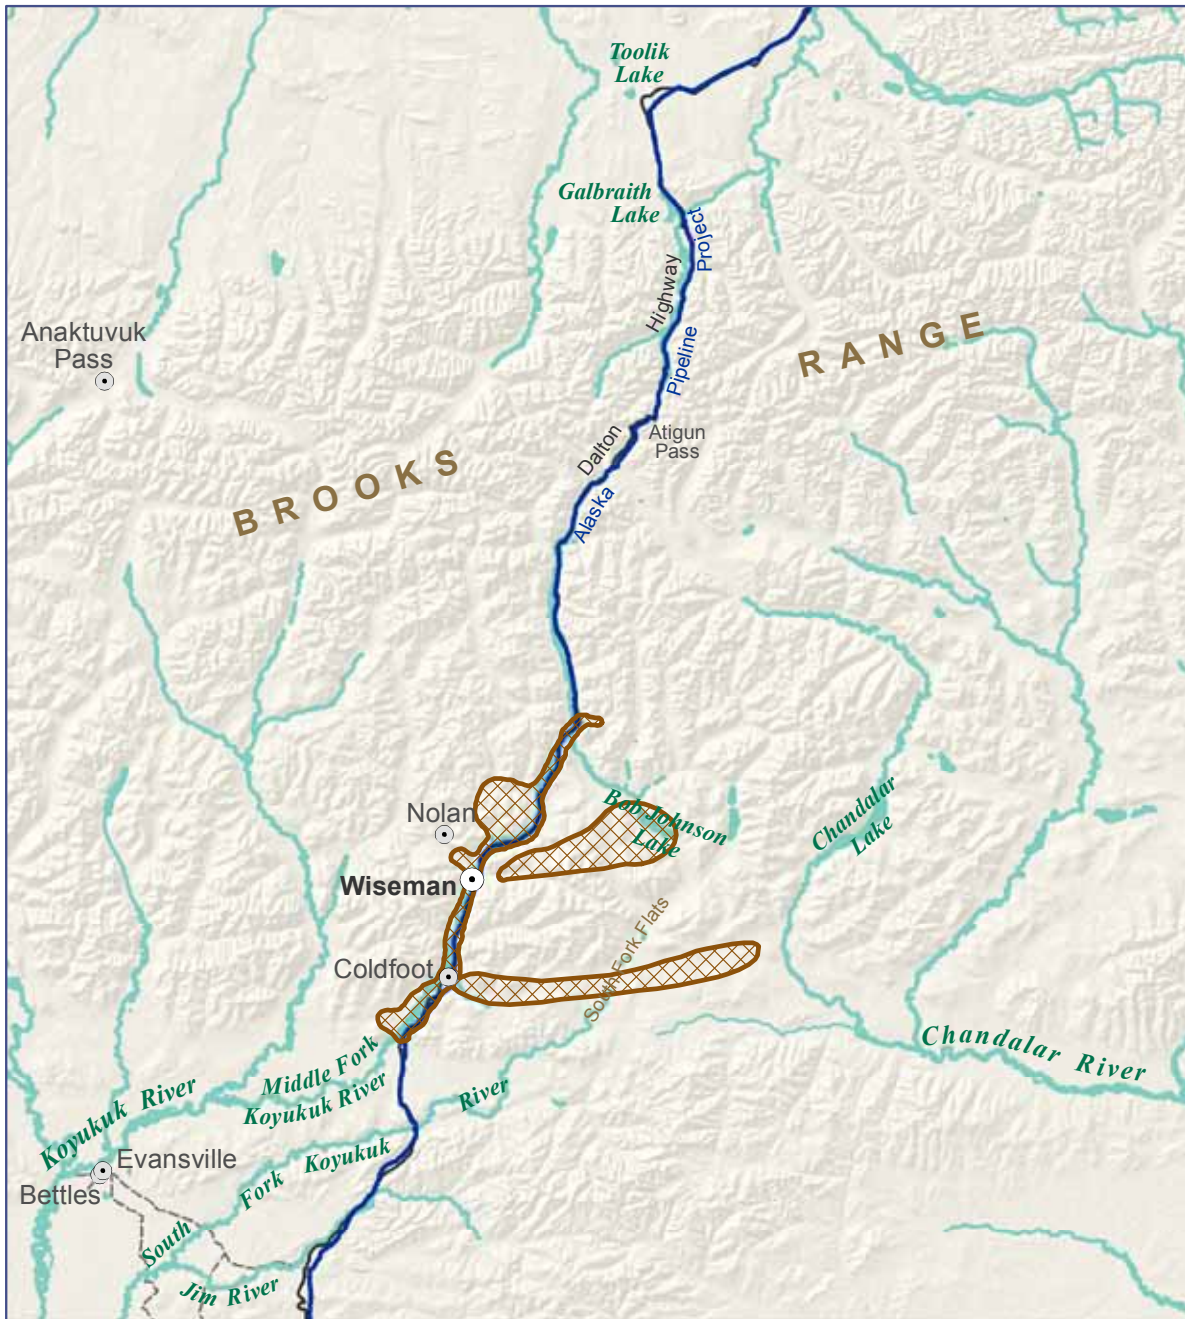 Toolik
Lake
Galbraith
Lake
Project
Highway
Anaktuvuk
Pass
RANGE
Pipeline
Atigun
Pass
Dalton
BROOKS
Alaska
Bob Johnson
Lake
Chandalar
Lake
Nolan
Wiseman
South Fork Flats
Coldfoot
Chandalar River
Middle Fork
Koyukuk River
Koyukuk River
River
Evansville
Bettles
South Fork Koyukuk
Jim River